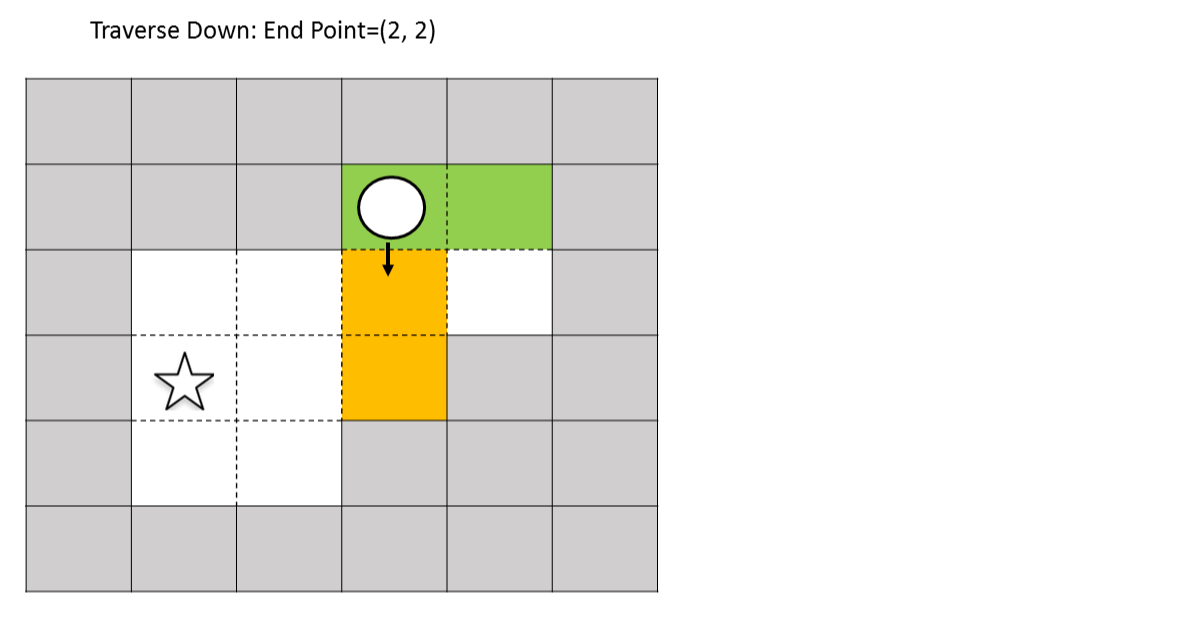 Traverse Down: End Point=(2, 2)